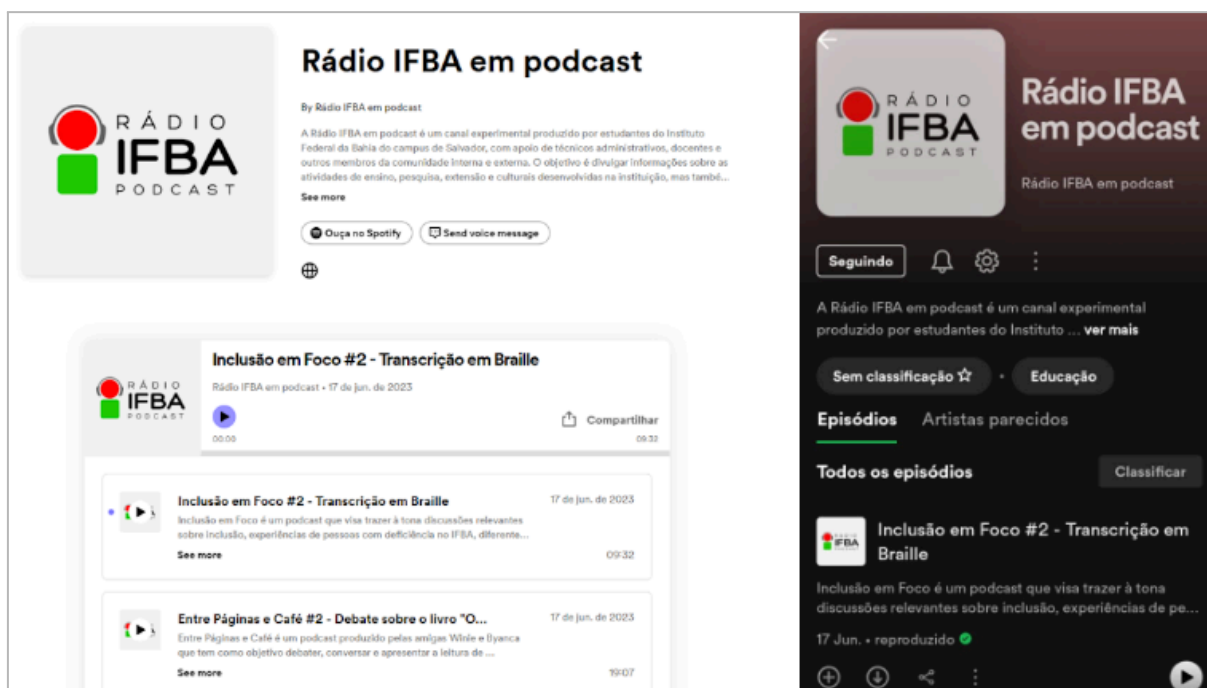 RÁDIO
IFBA
PODCAST
Rádio IFBA em podcast
By Rádio IFBA em podcast
A Rádio IFBA em podcast é um canal experimental produzido por estudantes do Instituto
Federal da Bahia do campus de Salvador, com apoio de técnicos administrativos, docentes e
outros membros da comunidade interna e externa. O objetivo é divulgar informações sobre as
atividades de ensino, pesquisa, extensão e culturais desenvolvidas na instituição, mas també...
See more
Ouça no Spotify
Send voice message
RÁDIO
IFBA
PODCAST
Inclusão em Foco #2 - Transcrição em Braille
Rádio IFBA em podcast • 17 de jun. de 2023
Compartilhar
00:00
09:32
Inclusão em Foco #2 - Transcrição em Braille
17 de jun. de 2023
Inclusão em Foco é um podcast que visa trazer à tona discussões relevantes
sobre inclusão, experiências de pessoas com deficiência no IFBA, diferente...
See more
09:32
Entre Páginas e Café #2 - Debate sobre o livro "O...
17 de jun. de 2023
Entre Páginas e Café é um podcast produzido pelas amigas Winie e Byanca
que tem como objetivo debater, conversar e apresentar a leitura de ...
See more
19:07
RÁDIO
IFBA
PODCAST
Rádio IFBA
em podcast
Rádio IFBA em podcast
Seguindo
A Rádio IFBA em podcast é um canal experimental
produzido por estudantes do Instituto ... ver mais
Sem classificação
Educação
Episódios
Artistas parecidos
Todos os episódios
Classificar
IFBA
Inclusão em Foco #2 - Transcrição em
Braille
Inclusão em Foco é um podcast que visa trazer à tona
discussões relevantes sobre inclusão, experiências de pe...
17 Jun. • reproduzido